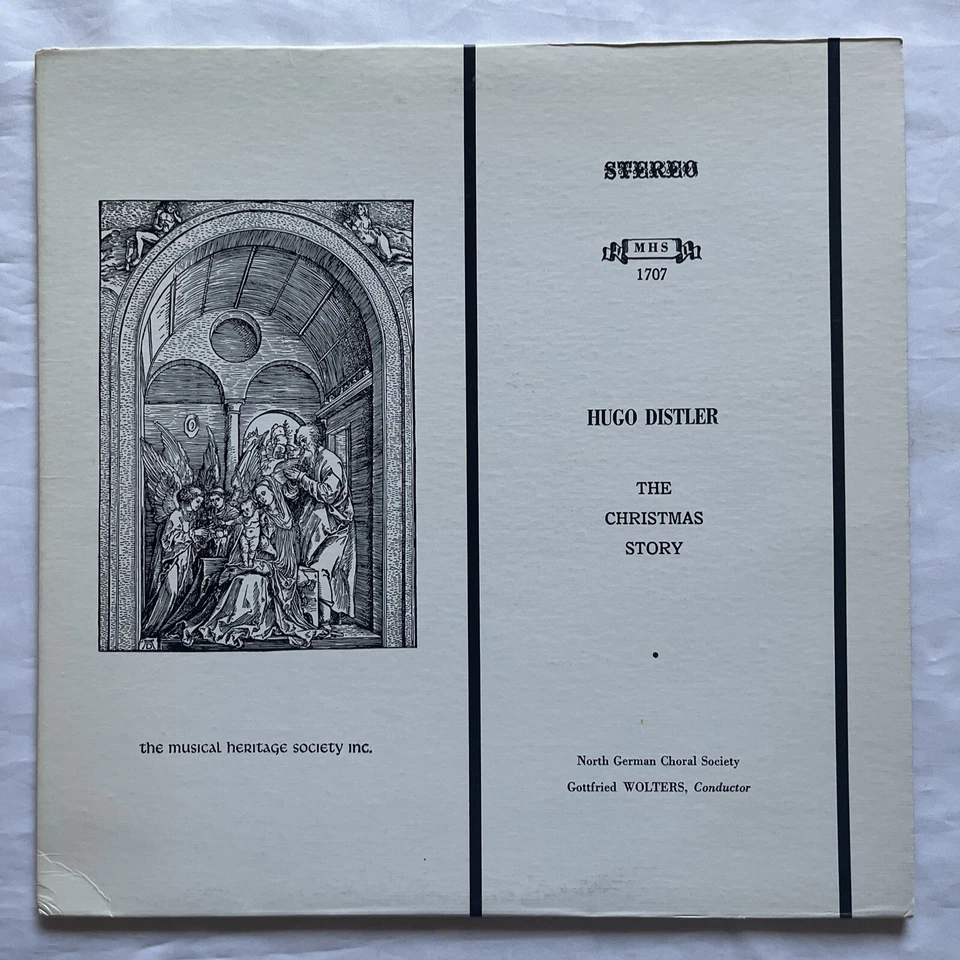 STEREO
MHS
1707
HUGO DISTLER
THE
CHRISTMAS
STORY
•
North German Choral Society
Gottfried WOLTERS, Conductor
the musical heritage society inc.
AD